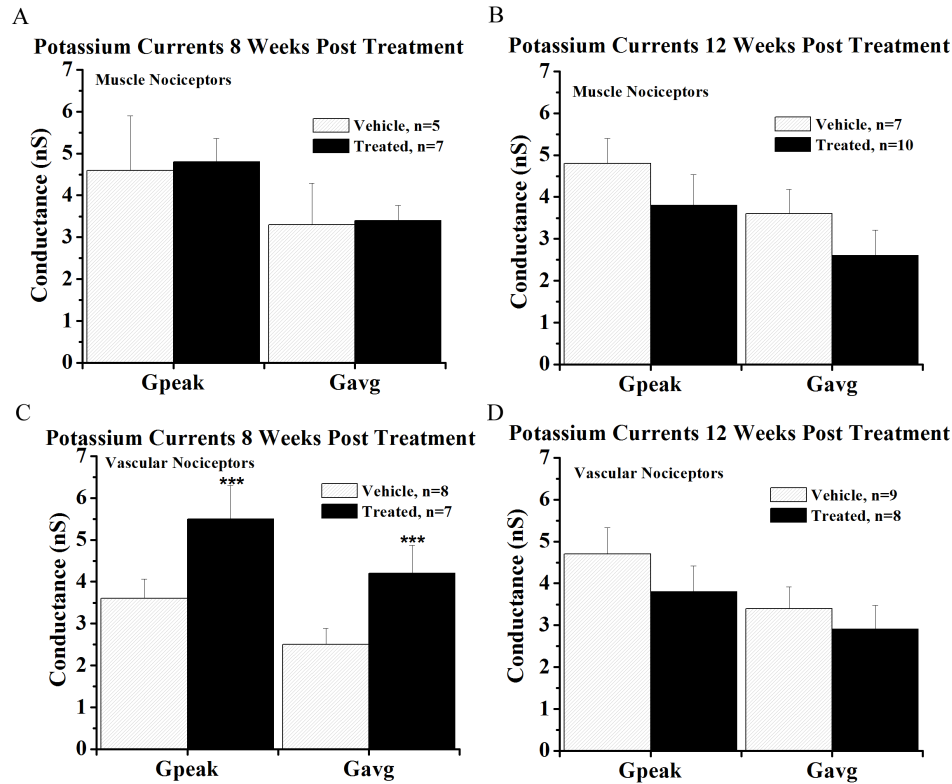 A
Potassium Currents 8 Weeks Post Treatment
Muscle Nociceptors
Vehicle, n=5
Treated, n=7
Conductance (nS)
7
6
5
4
3
2
1
0
Gpeak Gavg
B
Potassium Currents 12 Weeks Post Treatment
Muscle Nociceptors
Vehicle, n=7
Treated, n=10
Conductance (nS)
7
6
5
4
3
2
1
0
Gpeak Gavg
C
Potassium Currents 8 Weeks Post Treatment
Vascular Nociceptors
Vehicle, n=8
Treated, n=7
***
***
Conductance (nS)
7
6
5
4
3
2
1
0
Gpeak Gavg
D
Potassium Currents 12 Weeks Post Treatment
Vascular Nociceptors
Vehicle, n=9
Treated, n=8
Conductance (nS)
7
6
5
4
3
2
1
0
Gpeak Gavg